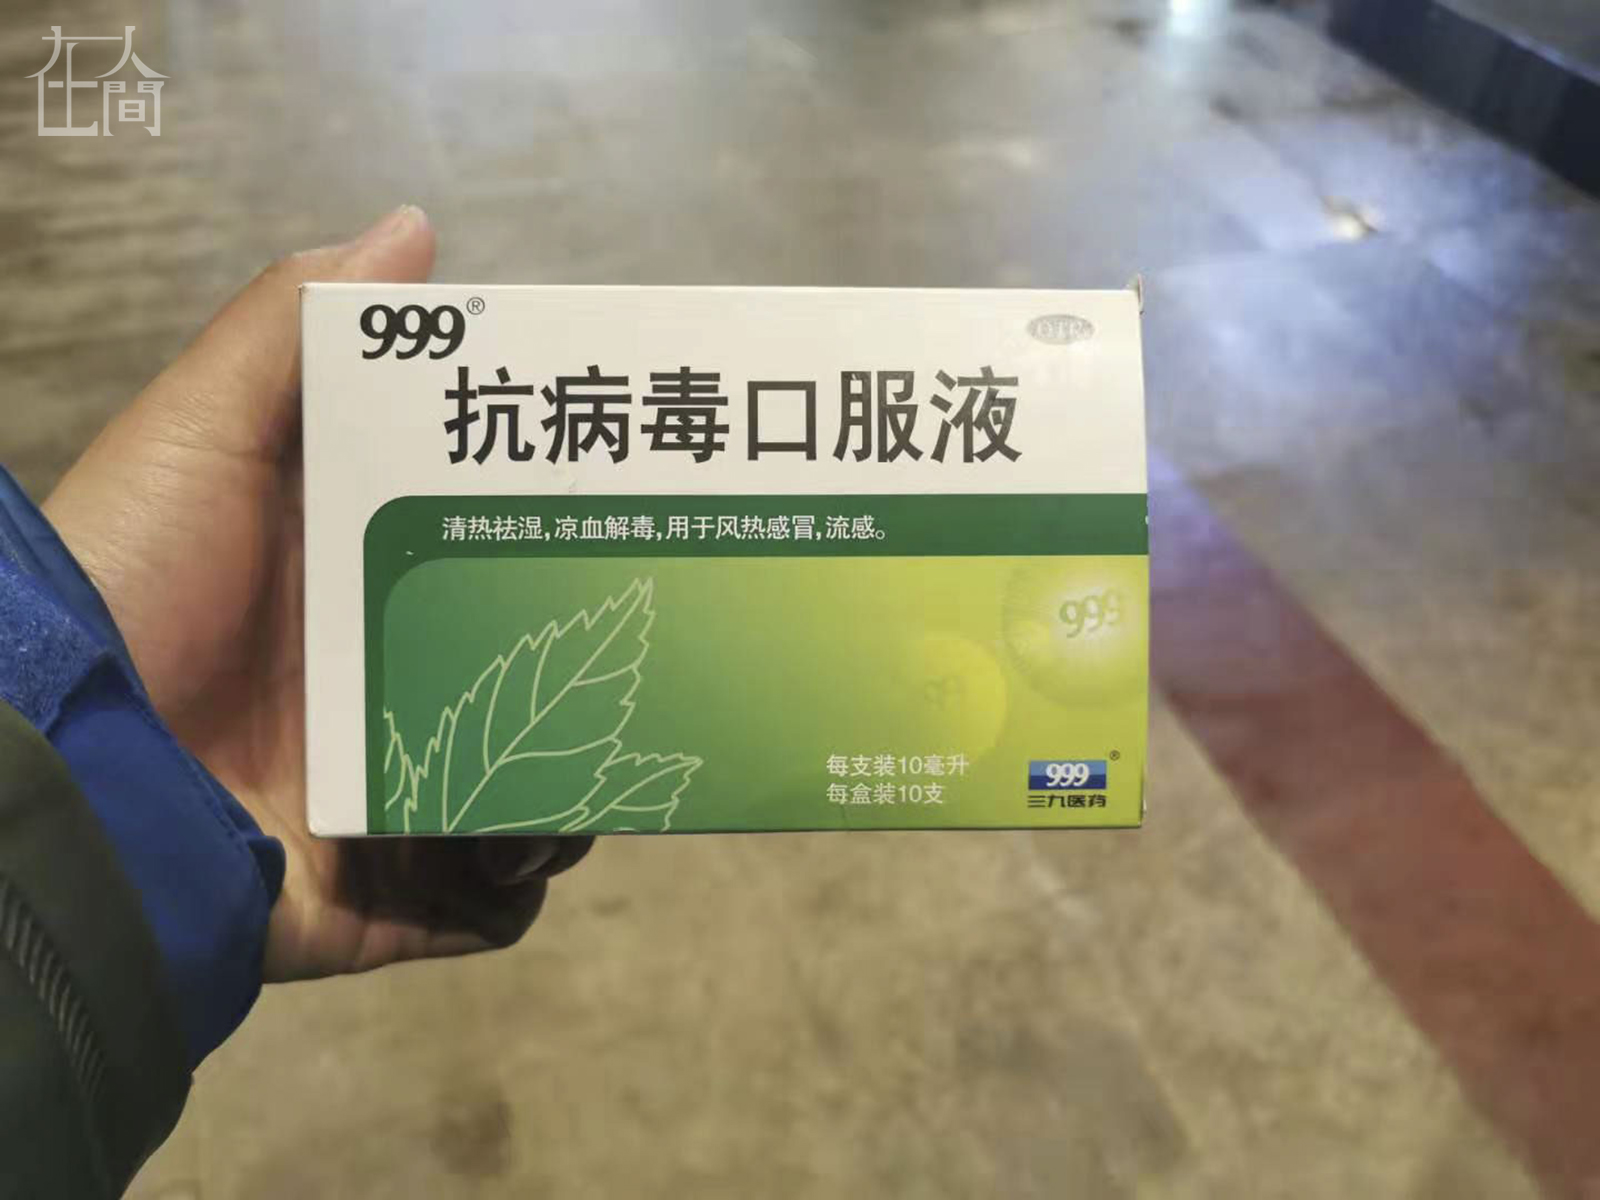 在人間
999®
OTC
抗病毒口服液
清热祛湿,凉血解毒,用于风热感冒,流感。
999
999
每支装10毫升
每盒装10支
999®
三九医药